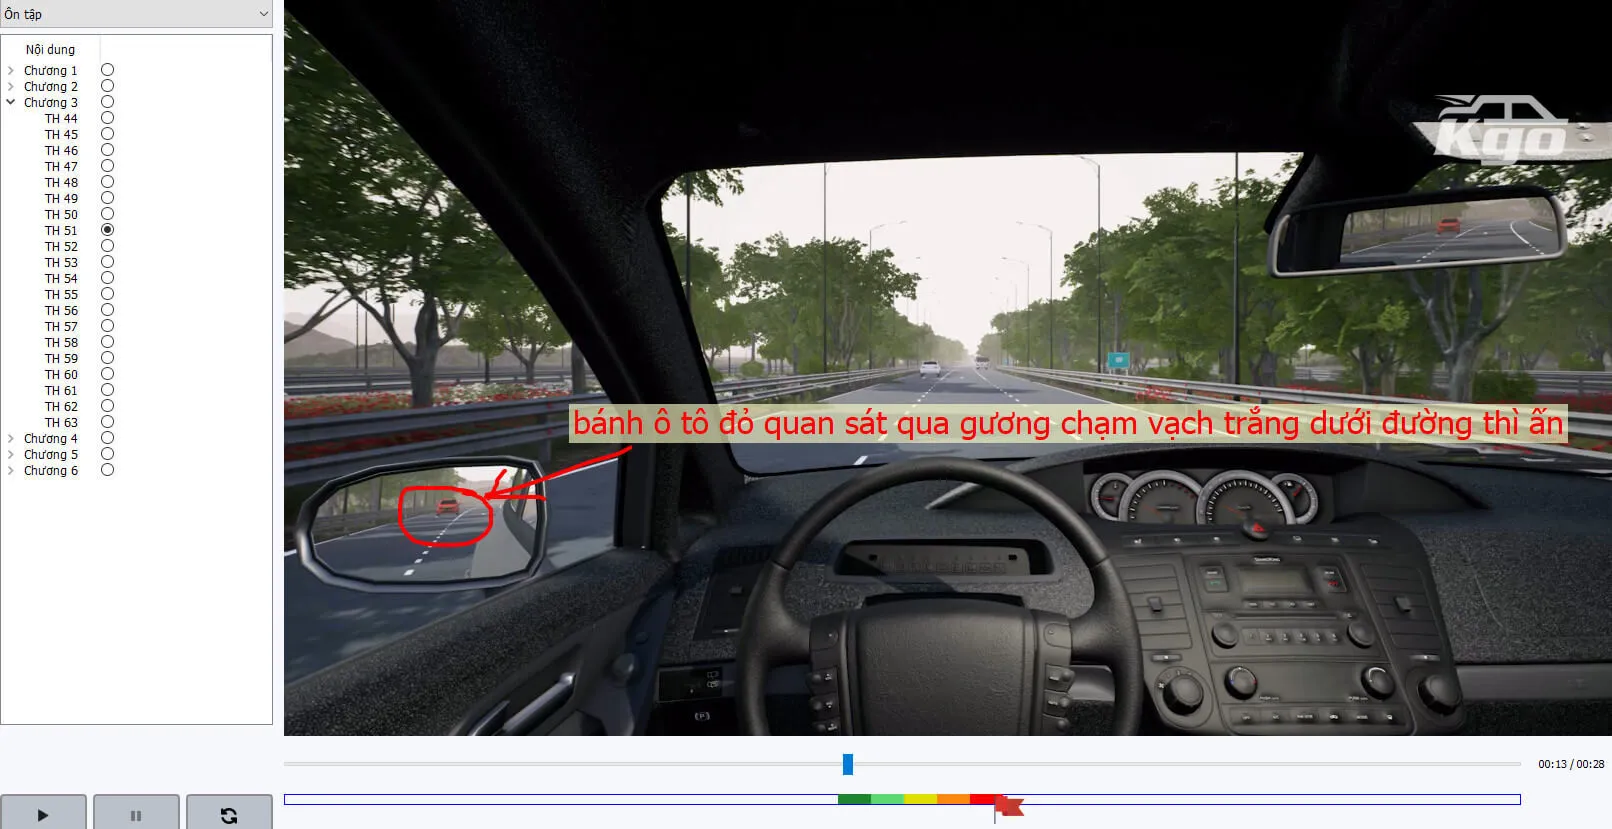 Ôn tập
Nội dung
Chương 1
Chương 2
Chương 3
TH 44
TH 45
TH 46
TH 47
TH 48
TH 49
TH 50
TH 51
TH 52
TH 53
TH 54
TH 55
TH 56
TH 57
TH 58
TH 59
TH 60
TH 61
TH 62
TH 63
Chương 4
Chương 5
Chương 6
Kgo
bánh ô tô đỏ quan sát qua gương chạm vạch trắng dưới đường thì ấn
00:13 / 00:28